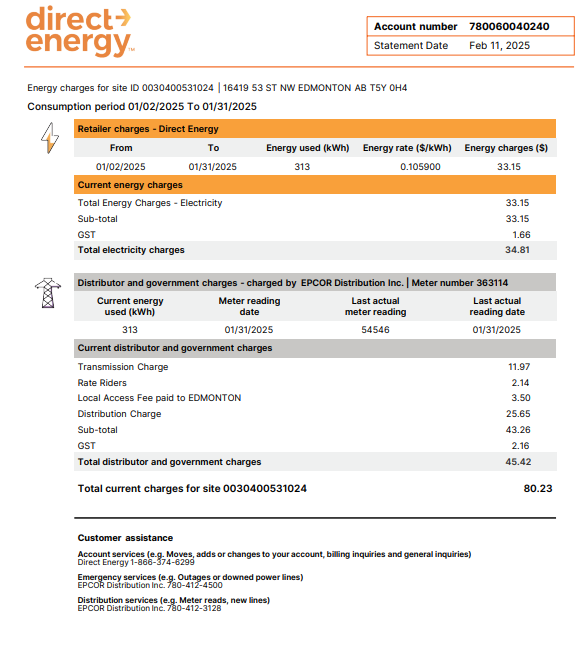 direct
energy™
Account number 780060040240
Statement Date Feb 11, 2025
Energy charges for site ID 0030400531024 | 16419 53 ST NW EDMONTON AB T5Y 0H4
Consumption period 01/02/2025 To 01/31/2025
Retailer charges - Direct Energy
From To Energy used (kWh) Energy rate ($/kWh) Energy charges ($)
01/02/2025 01/31/2025 313 0.105900 33.15
Current energy charges
Total Energy Charges - Electricity 33.15
Sub-total 33.15
GST 1.66
Total electricity charges 34.81
Distributor and government charges - charged by EPCOR Distribution Inc. | Meter number 363114
Current energy Meter reading Last actual Last actual
used (kWh) date meter reading reading date
313 01/31/2025 54546 01/31/2025
Current distributor and government charges
Transmission Charge 11.97
Rate Riders 2.14
Local Access Fee paid to EDMONTON 3.50
Distribution Charge 25.65
Sub-total 43.26
GST 2.16
Total distributor and government charges 45.42
Total current charges for site 0030400531024 80.23
Customer assistance
Account services (e.g. Moves, adds or changes to your account, billing inquiries and general inquiries)
Direct Energy 1-866-374-6299
Emergency services (e.g. Outages or downed power lines)
EPCOR Distribution Inc. 780-412-4500
Distribution services (e.g. Meter reads, new lines)
EPCOR Distribution Inc. 780-412-3128